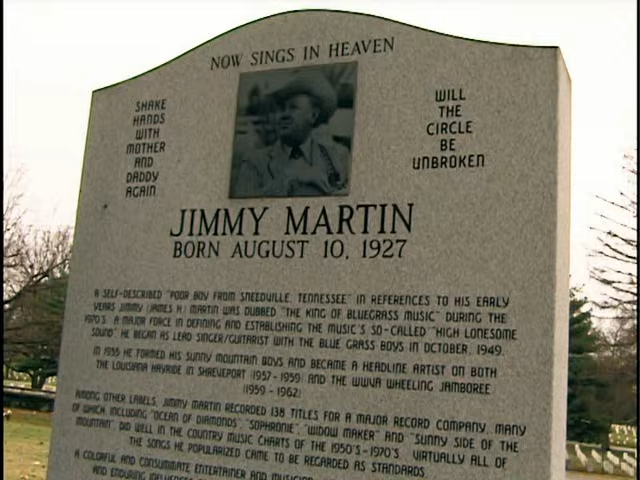 NOW SINGS IN HEAVEN
SHAKE
HANDS
WITH
MOTHER
AND
DADDY
AGAIN
WILL
THE
CIRCLE
BE
UNBROKEN
JIMMY MARTIN
BORN AUGUST 10, 1927
A SELF-DESCRIBED "POOR BOY FROM SNEEDVILLE, TENNESSEE" IN REFERENCES TO HIS EARLY
YEARS JIMMY (JAMES H.) MARTIN WAS DUBBED "THE KING OF BLUEGRASS MUSIC" DURING THE
1970'S. A MAJOR FORCE IN DEFINING AND ESTABLISHING THE MUSIC'S SO-CALLED "HIGH LONESOME
SOUND" HE BEGAN AS LEAD SINGER/GUITARIST WITH THE BLUE GRASS BOYS IN OCTOBER, 1949.
IN 1955 HE FORMED HIS SUNNY MOUNTAIN BOYS AND BECAME A HEADLINE ARTIST ON BOTH
THE LOUISIANA HAYRIDE IN SHREVEPORT (1957-1959) AND THE WWVA WHEELING JAMBOREE
(1959-1962)
AMONG OTHER LABELS, JIMMY MARTIN RECORDED 138 TITLES FOR A MAJOR RECORD COMPANY, MANY
OF WHICH, INCLUDING "OCEAN OF DIAMONDS", "SOPHRONIE", "WIDOW MAKER" AND "SUNNY SIDE OF THE
MOUNTAIN", DID WELL IN THE COUNTRY MUSIC CHARTS OF THE 1950'S-1970'S. VIRTUALLY ALL OF
THE SONGS HE POPULARIZED CAME TO BE REGARDED AS STANDARDS.
A COLORFUL AND CONSUMMATE ENTERTAINER AND MUSICIAN
AND ENDURING